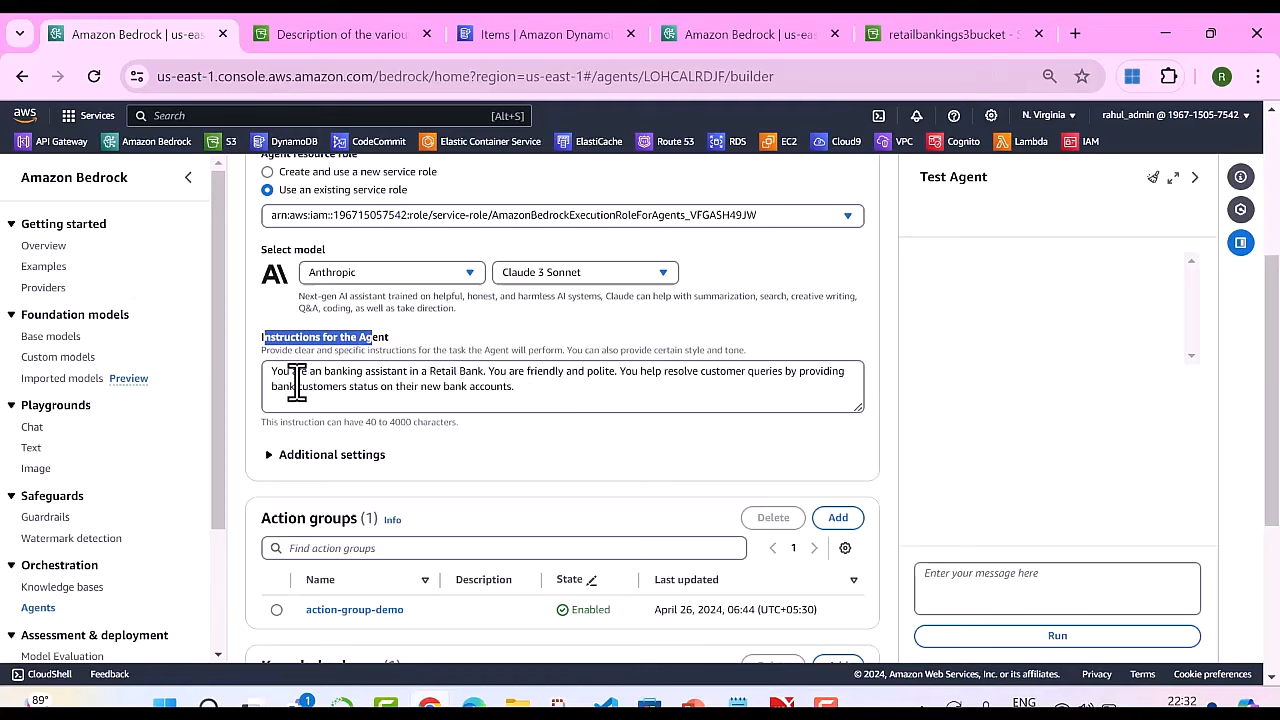 Amazon Bedrock | us-eas
Description of the variou
Items | Amazon Dynamo
Amazon Bedrock | us-eas
retailbankings3bucket - S
us-east-1.console.aws.amazon.com/bedrock/home?region=us-east-1#/agents/LOHCALRDJF/builder
R
aws
Services
Search
[Alt+S]
N. Virginia
rahul_admin @ 1967-1505-7542
API Gateway
Amazon Bedrock
S3
DynamoDB
CodeCommit
Elastic Container Service
ElastiCache
Route 53
RDS
EC2
Cloud9
VPC
Cognito
Lambda
IAM
Amazon Bedrock
Getting started
Overview
Examples
Providers
Foundation models
Base models
Custom models
Imported models Preview
Playgrounds
Chat
Text
Image
Safeguards
Guardrails
Watermark detection
Orchestration
Knowledge bases
Agents
Assessment & deployment
Model Evaluation
Agent resource role
Create and use a new service role
Use an existing service role
arn:aws:iam::196715057542:role/service-role/AmazonBedrockExecutionRoleForAgents_VFGASH49JW
Select model
Anthropic
Claude 3 Sonnet
Next-gen AI assistant trained on helpful, honest, and harmless AI systems, Claude can help with summarization, search, creative writing,
Q&A, coding, as well as take direction.
Instructions for the Agent
Provide clear and specific instructions for the task the Agent will perform. You can also provide certain style and tone.
You are an banking assistant in a Retail Bank. You are friendly and polite. You help resolve customer queries by providing
bank customers status on their new bank accounts.
This instruction can have 40 to 4000 characters.
Additional settings
Action groups (1) Info
Delete
Add
Find action groups
1
Name
Description
State
Last updated
action-group-demo
Enabled
April 26, 2024, 06:44 (UTC+05:30)
Test Agent
Enter your message here
Run
CloudShell
Feedback
© 2024, Amazon Web Services, Inc. or its affiliates.
Privacy
Terms
Cookie preferences
89°
1
ENG
22:32